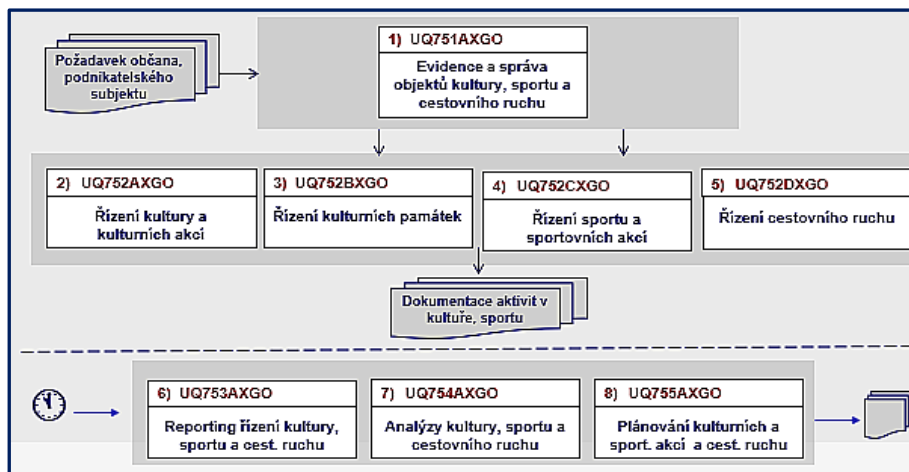 Požadavek občana,
podnikatelského
subjektu
1) UQ751AXGO
Evidence a správa
objektů kultury, sportu a
cestovního ruchu
2) UQ752AXGO
Řízení kultury a
kulturních akcí
3) UQ752BXGO
Řízení kulturních památek
4) UQ752CXGO
Řízení sportu a
sportovních akcí
5) UQ752DXGO
Řízení cestovního ruchu
Dokumentace aktivit v
kultuře, sportu
6) UQ753AXGO
Reporting řízení kultury,
sportu a cest. ruchu
7) UQ754AXGO
Analýzy kultury, sportu a
cestovního ruchu
8) UQ755AXGO
Plánování kulturních a
sport. akcí a cest. ruchu